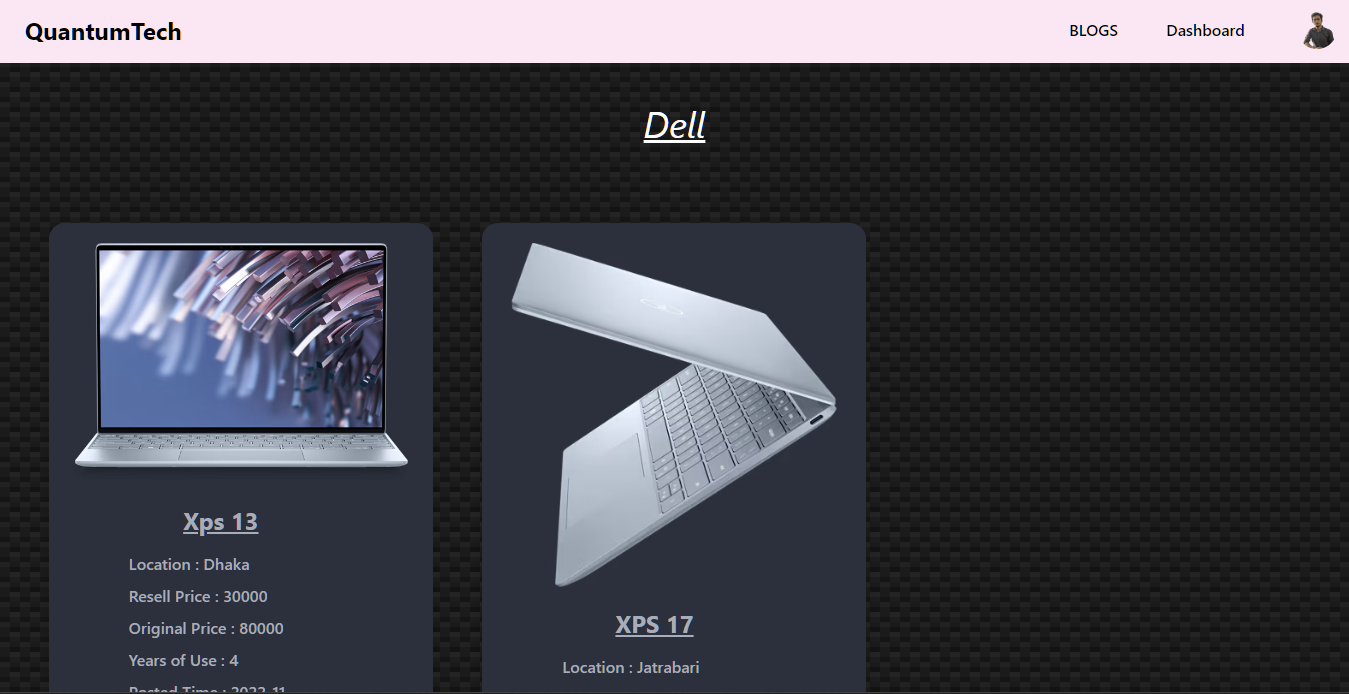 QuantumTech
BLOGS
Dashboard
Dell
Xps 13
Location : Dhaka
Resell Price : 30000
Original Price : 80000
Years of Use : 4
Posted Time : 2022-11
XPS 17
Location : Jatrabari